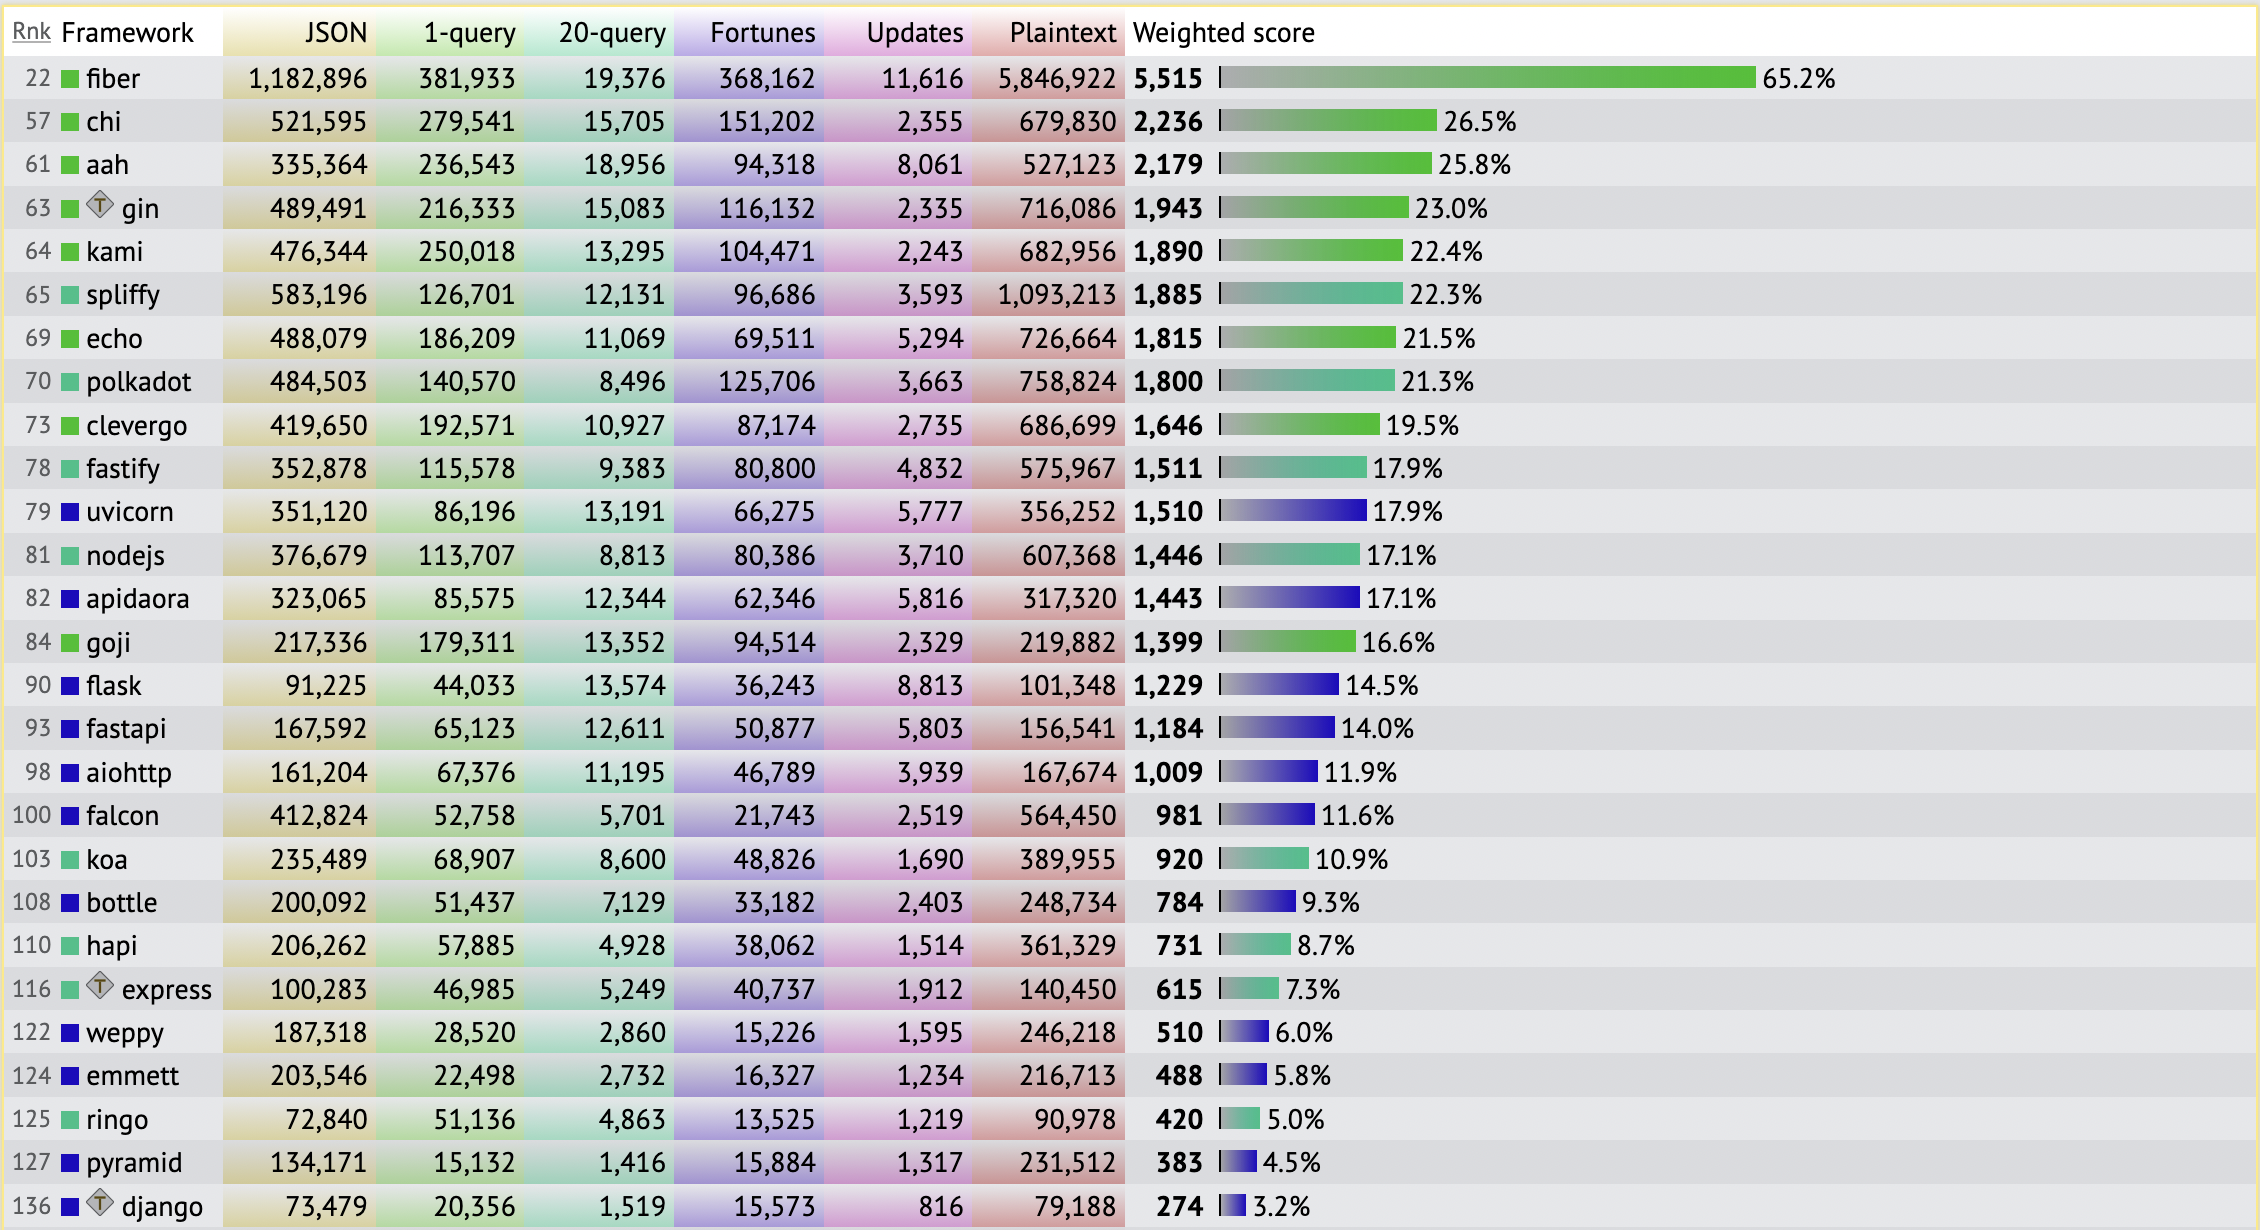 Rnk Framework JSON 1-query 20-query Fortunes Updates Plaintext Weighted score
22 fiber 1,182,896 381,933 19,376 368,162 11,616 5,846,922 5,515 65.2%
57 chi 521,595 279,541 15,705 151,202 2,355 679,830 2,236 26.5%
61 aah 335,364 236,543 18,956 94,318 8,061 527,123 2,179 25.8%
63 T gin 489,491 216,333 15,083 116,132 2,335 716,086 1,943 23.0%
64 kami 476,344 250,018 13,295 104,471 2,243 682,956 1,890 22.4%
65 spliffy 583,196 126,701 12,131 96,686 3,593 1,093,213 1,885 22.3%
69 echo 488,079 186,209 11,069 69,511 5,294 726,664 1,815 21.5%
70 polkadot 484,503 140,570 8,496 125,706 3,663 758,824 1,800 21.3%
73 clevergo 419,650 192,571 10,927 87,174 2,735 686,699 1,646 19.5%
78 fastify 352,878 115,578 9,383 80,800 4,832 575,967 1,511 17.9%
79 uvicorn 351,120 86,196 13,191 66,275 5,777 356,252 1,510 17.9%
81 nodejs 376,679 113,707 8,813 80,386 3,710 607,368 1,446 17.1%
82 apidaora 323,065 85,575 12,344 62,346 5,816 317,320 1,443 17.1%
84 goji 217,336 179,311 13,352 94,514 2,329 219,882 1,399 16.6%
90 flask 91,225 44,033 13,574 36,243 8,813 101,348 1,229 14.5%
93 fastapi 167,592 65,123 12,611 50,877 5,803 156,541 1,184 14.0%
98 aiohttp 161,204 67,376 11,195 46,789 3,939 167,674 1,009 11.9%
100 falcon 412,824 52,758 5,701 21,743 2,519 564,450 981 11.6%
103 koa 235,489 68,907 8,600 48,826 1,690 389,955 920 10.9%
108 bottle 200,092 51,437 7,129 33,182 2,403 248,734 784 9.3%
110 hapi 206,262 57,885 4,928 38,062 1,514 361,329 731 8.7%
116 T express 100,283 46,985 5,249 40,737 1,912 140,450 615 7.3%
122 weppy 187,318 28,520 2,860 15,226 1,595 246,218 510 6.0%
124 emmett 203,546 22,498 2,732 16,327 1,234 216,713 488 5.8%
125 ringo 72,840 51,136 4,863 13,525 1,219 90,978 420 5.0%
127 pyramid 134,171 15,132 1,416 15,884 1,317 231,512 383 4.5%
136 T django 73,479 20,356 1,519 15,573 816 79,188 274 3.2%